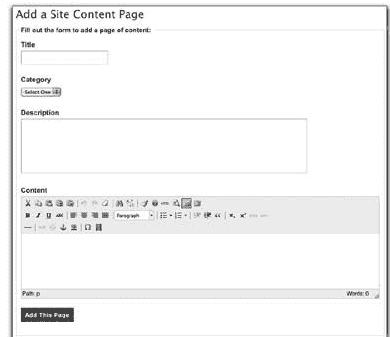 Add a Site Content Page
Fill out the form to add a page of content:
Title
Category
Select One
Description
Content
Paragraph
Path: p
Words: 0
Add This Page